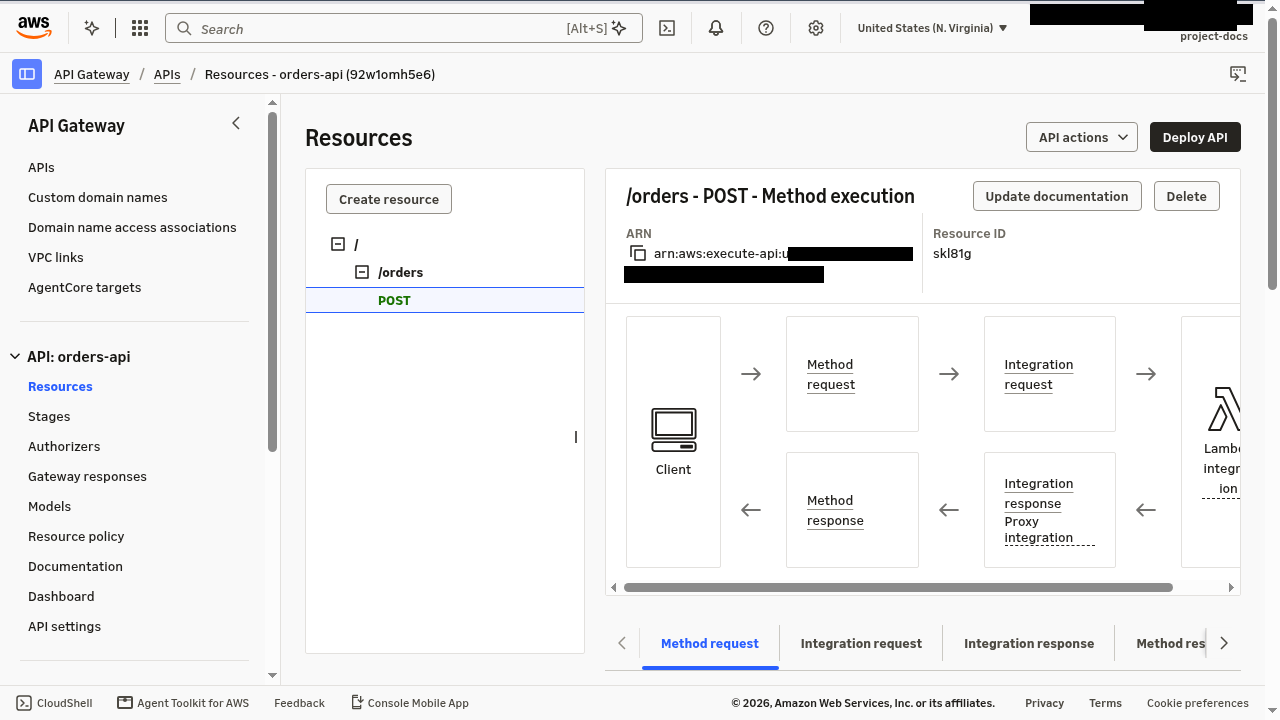 aws
Search
[Alt+S]
United States (N. Virginia)
project-docs
API Gateway / APIs / Resources - orders-api (92w1omh5e6)
API Gateway
APIs
Custom domain names
Domain name access associations
VPC links
AgentCore targets
API: orders-api
Resources
Stages
Authorizers
Gateway responses
Models
Resource policy
Documentation
Dashboard
API settings
Resources
API actions
Deploy API
Create resource
/
/orders
POST
/orders - POST - Method execution
Update documentation
Delete
ARN
arn:aws:execute-api:u
Resource ID
skl81g
Client
Method
request
Integration
request
Method
response
Integration
response
Proxy
integration
Lamb
integr
ion
Method request
Integration request
Integration response
Method res
CloudShell
Agent Toolkit for AWS
Feedback
Console Mobile App
© 2026, Amazon Web Services, Inc. or its affiliates.
Privacy
Terms
Cookie preferences